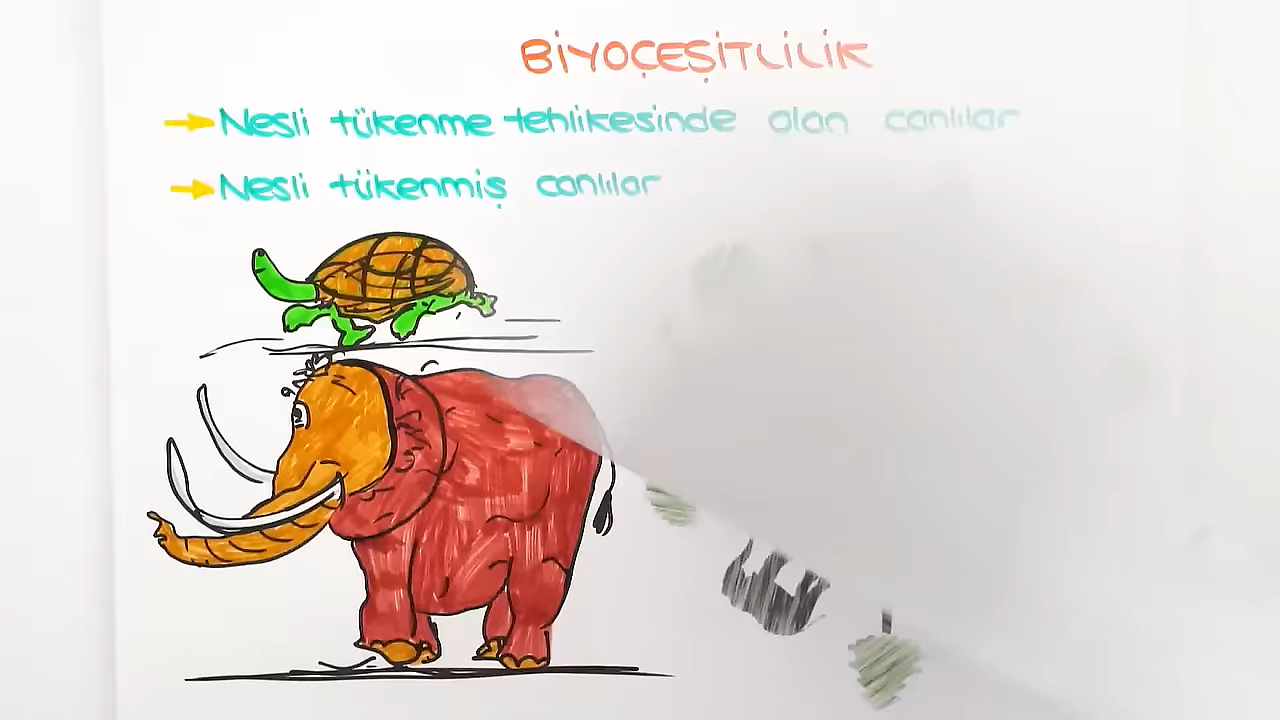 BİYOÇEŞİTLİLİK
→ Nesli tükenme tehlikesinde olan canlılar
→ Nesli tükenmiş canlılar